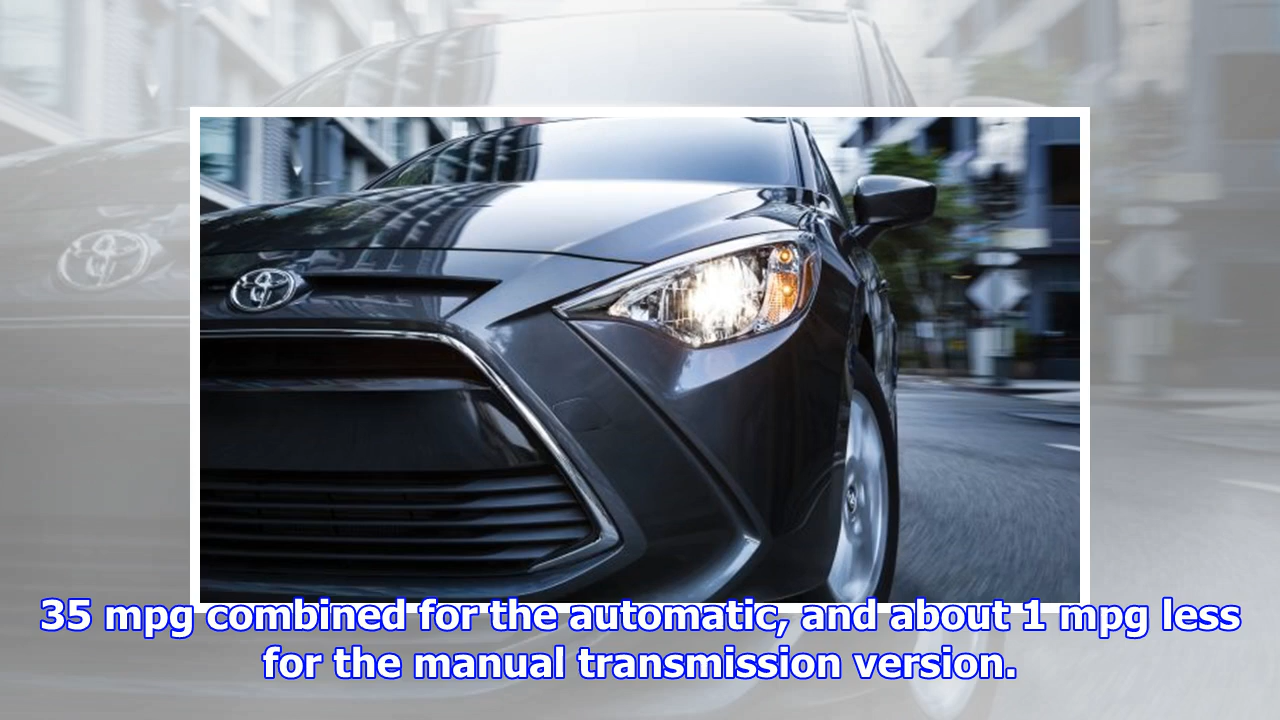 35 mpg combined for the automatic, and about 1 mpg less
for the manual transmission version.